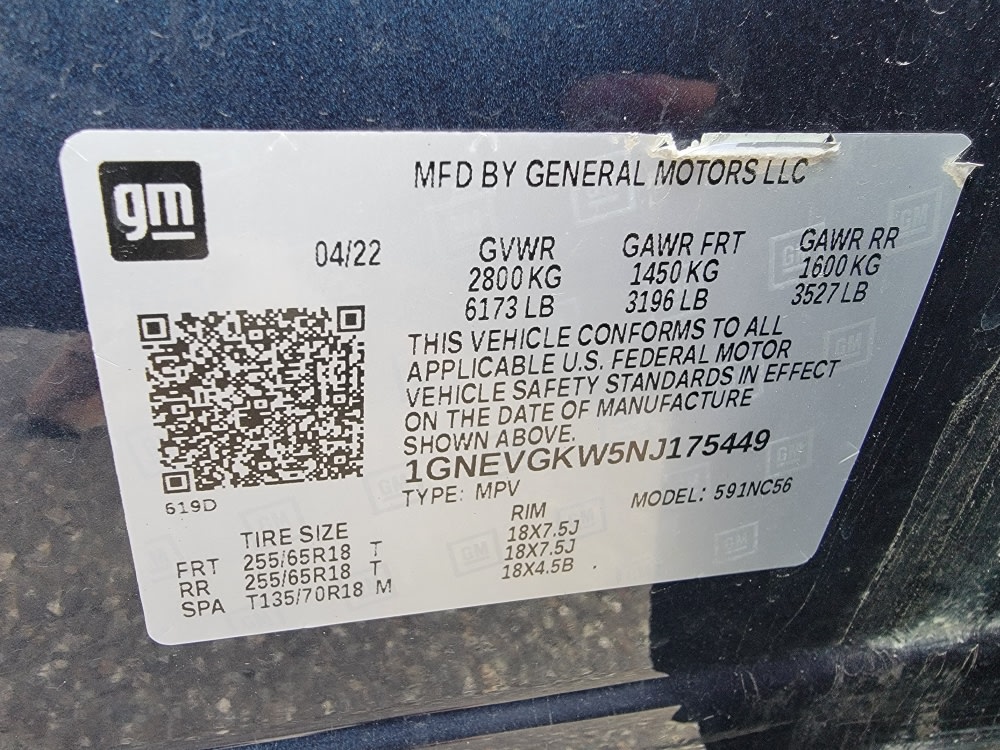 gm
MFD BY GENERAL MOTORS LLC
04/22
GVWR GAWR FRT GAWR RR
2800 KG 1450 KG 1600 KG
6173 LB 3196 LB 3527 LB
THIS VEHICLE CONFORMS TO ALL
APPLICABLE U.S. FEDERAL MOTOR
VEHICLE SAFETY STANDARDS IN EFFECT
ON THE DATE OF MANUFACTURE
SHOWN ABOVE.
1GNEVGKW5NJ175449
TYPE: MPV MODEL: 591NC56
619D
TIRE SIZE RIM
FRT 255/65R18 T 18X7.5J
RR 255/65R18 T 18X7.5J
SPA T135/70R18 M 18X4.5B